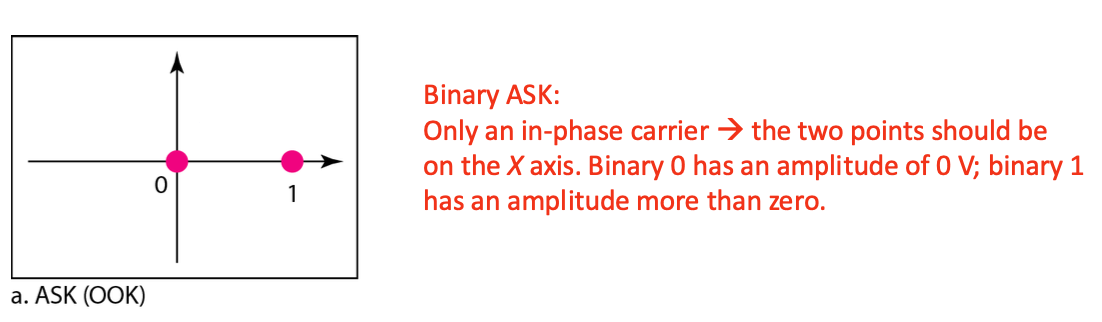 0
1
a. ASK (OOK)
Binary ASK:
Only an in-phase carrier → the two points should be
on the X axis. Binary 0 has an amplitude of 0 V; binary 1
has an amplitude more than zero.